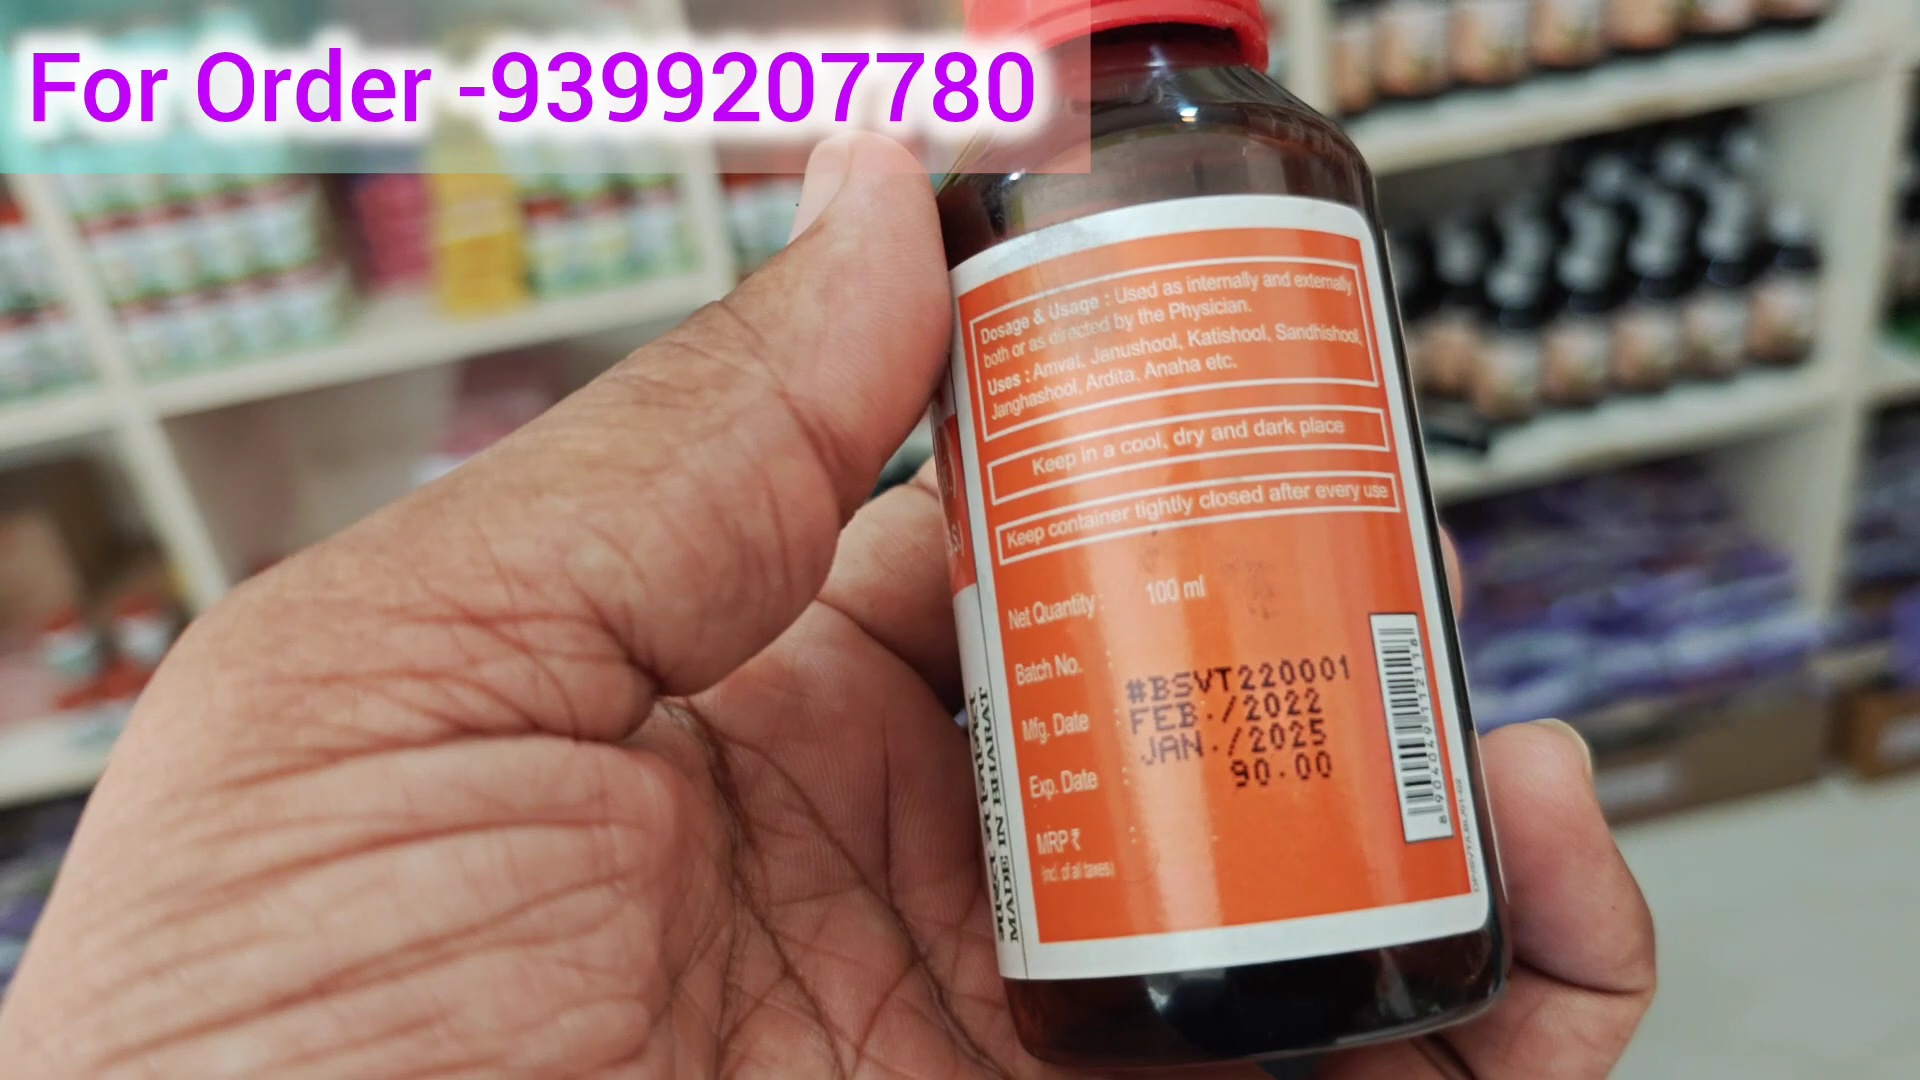 For Order -9399207780
Dosage & Usage : Used as internally and externally
both or as directed by the Physician.
Uses : Amvat, Janushool, Katishool, Sandhishool,
Janghashool, Ardita, Anaha etc.
Keep in a cool, dry and dark place
Keep container tightly closed after every use
Net Quantity : 100 ml
Batch No. : #BSVT220001
Mfg. Date : FEB./2022
Exp. Date : JAN./2025
MRP ₹ : 90.00
(incl. of all taxes)
MADE IN BHARAT